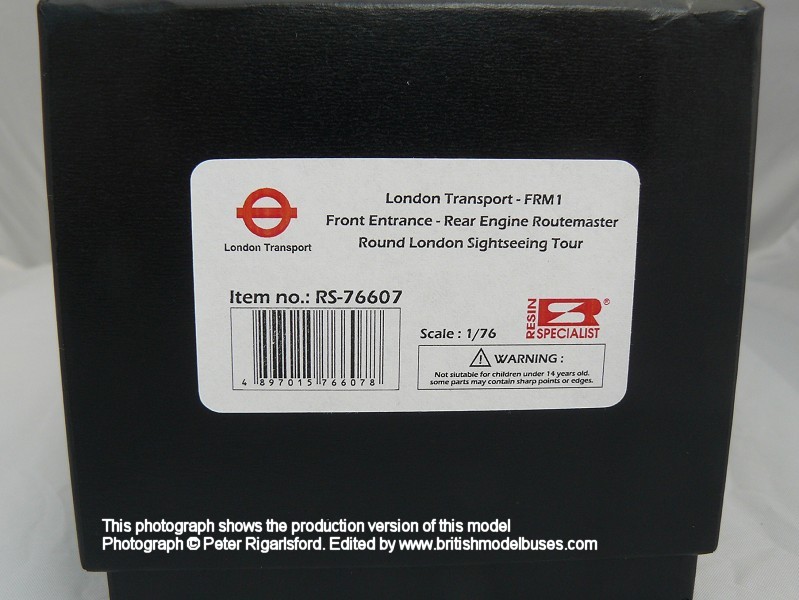 London Transport - FRM1
Front Entrance - Rear Engine Routemaster
Round London Sightseeing Tour
London Transport
Item no.: RS-76607
4 897015 766078
Scale : 1/76
RESIN
SPECIALIST
®
WARNING :
Not siutable for children under 14 years old.
some parts may contain sharp points or edges.
This photograph shows the production version of this model
Photograph © Peter Rigarlsford. Edited by www.britishmodelbuses.com